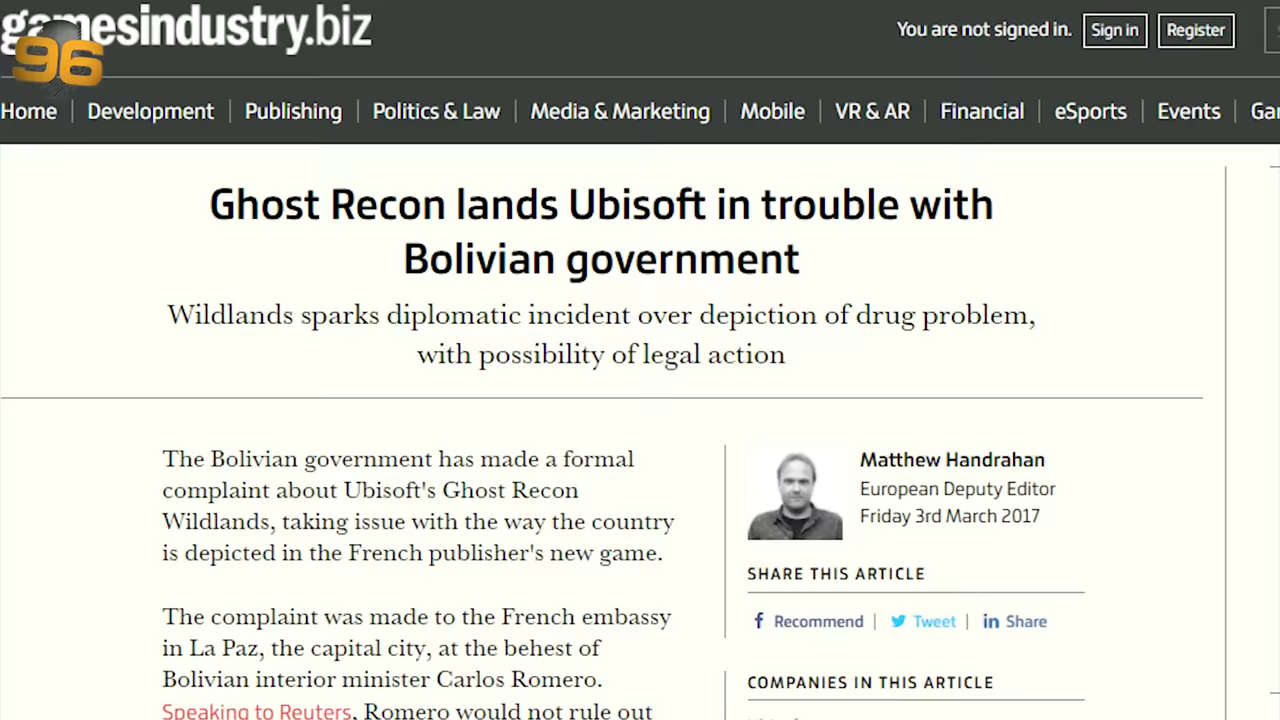 gamesindustry.biz
96
You are not signed in.
Sign in
Register
Home
Development
Publishing
Politics & Law
Media & Marketing
Mobile
VR & AR
Financial
eSports
Events
Ghost Recon lands Ubisoft in trouble with
Bolivian government
Wildlands sparks diplomatic incident over depiction of drug problem,
with possibility of legal action
The Bolivian government has made a formal
complaint about Ubisoft's Ghost Recon
Wildlands, taking issue with the way the country
is depicted in the French publisher's new game.
The complaint was made to the French embassy
in La Paz, the capital city, at the behest of
Bolivian interior minister Carlos Romero.
Speaking to Reuters, Romero would not rule out
Matthew Handrahan
European Deputy Editor
Friday 3rd March 2017
SHARE THIS ARTICLE
f Recommend
Tweet
in Share
COMPANIES IN THIS ARTICLE